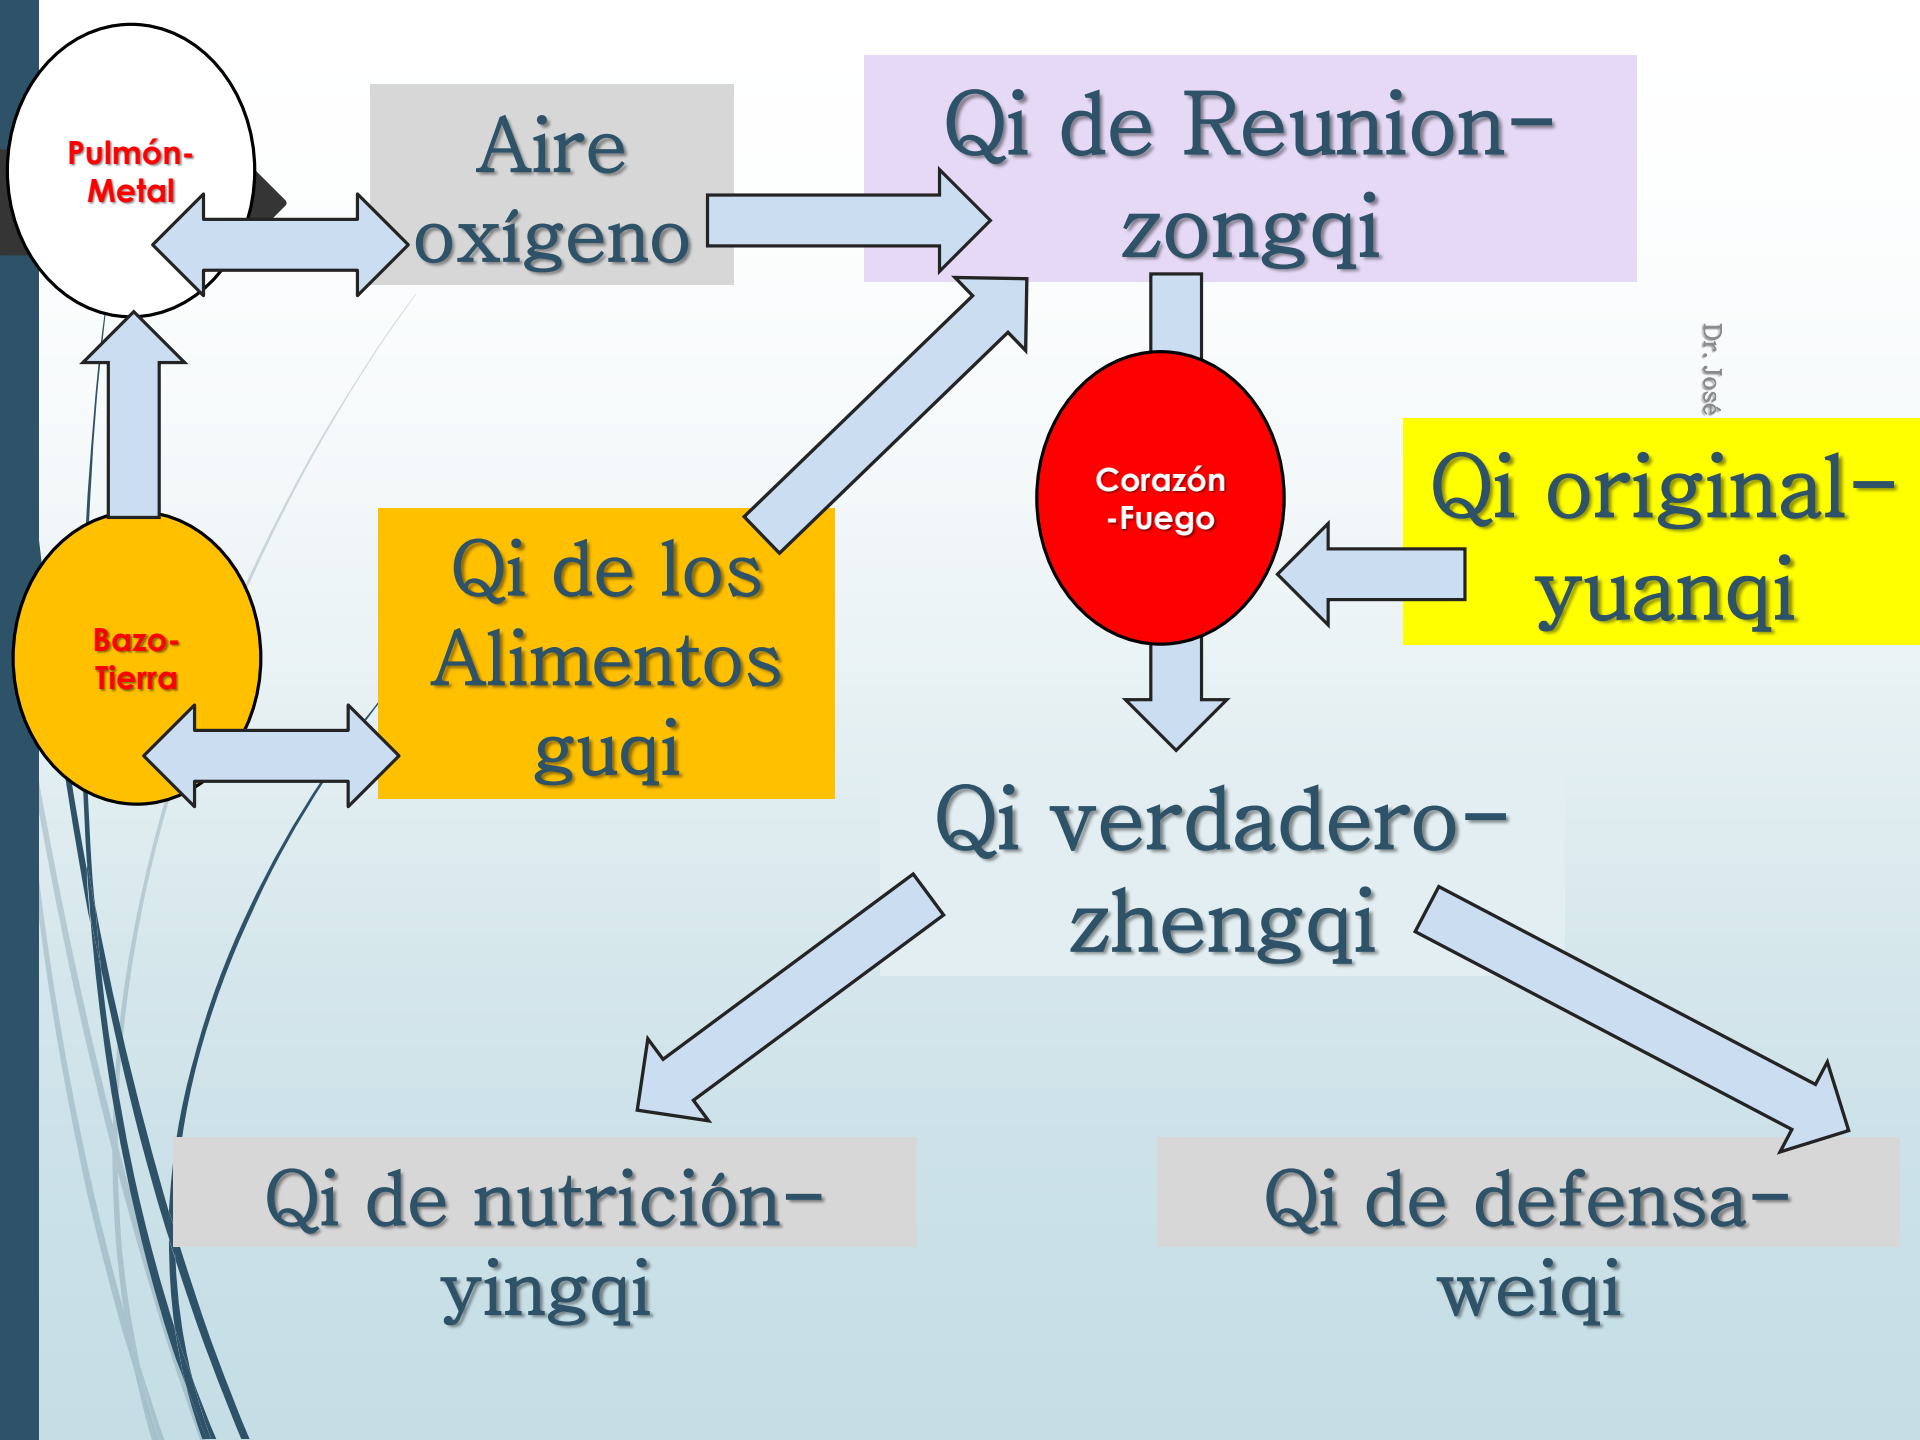 Pulmón-
Metal
Aire
oxígeno
Qi de Reunion-
zongqi
Dr. José
Corazón
-Fuego
Qi original-
yuanqi
Bazo-
Tierra
Qi de los
Alimentos
guqi
Qi verdadero-
zhengqi
Qi de nutrición-
yingqi
Qi de defensa-
weiqi